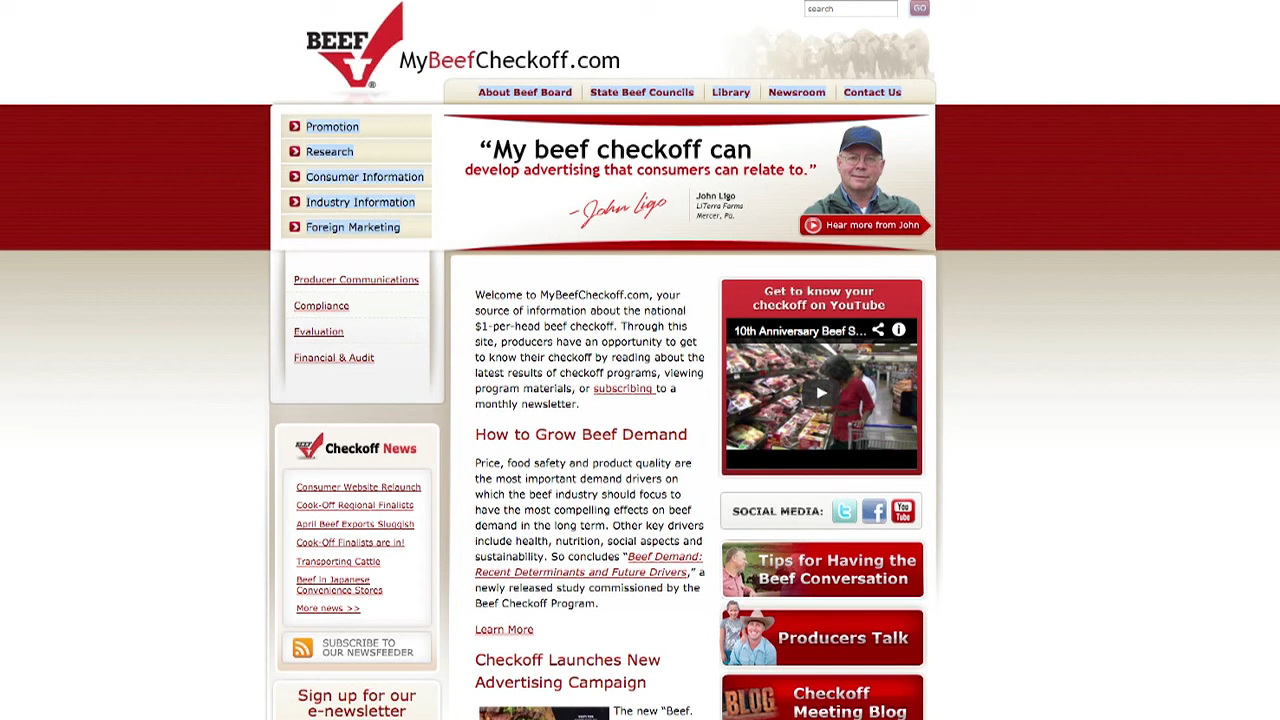 search
GO
BEEF
MyBeefCheckoff.com
About Beef Board
State Beef Councils
Library
Newsroom
Contact Us
Promotion
Research
Consumer Information
Industry Information
Foreign Marketing
“My beef checkoff can
develop advertising that consumers can relate to.”
John Ligo
John Ligo
LiTerra Farms
Mercer, Pa.
Hear more from John
Producer Communications
Compliance
Evaluation
Financial & Audit
BEEF
Checkoff News
Consumer Website Relaunch
Cook-Off Regional Finalists
April Beef Exports Sluggish
Cook-Off Finalists are in!
Transporting Cattle
Beef in Japanese
Convenience Stores
More news >>
SUBSCRIBE TO
OUR NEWSFEEDER
Sign up for our
e-newsletter
Welcome to MyBeefCheckoff.com, your
source of information about the national
$1-per-head beef checkoff. Through this
site, producers have an opportunity to get
to know their checkoff by reading about the
latest results of checkoff programs, viewing
program materials, or subscribing to a
monthly newsletter.
How to Grow Beef Demand
Price, food safety and product quality are
the most important demand drivers on
which the beef industry should focus to
have the most compelling effects on beef
demand in the long term. Other key drivers
include health, nutrition, social aspects and
sustainability. So concludes “Beef Demand:
Recent Determinants and Future Drivers,” a
newly released study commissioned by the
Beef Checkoff Program.
Learn More
Checkoff Launches New
Advertising Campaign
The new “Beef.
Get to know your
checkoff on YouTube
10th Anniversary Beef S...
SOCIAL MEDIA:
You
Tube
Tips for Having the
Beef Conversation
Producers Talk
BLOG
Checkoff
Meeting Blog